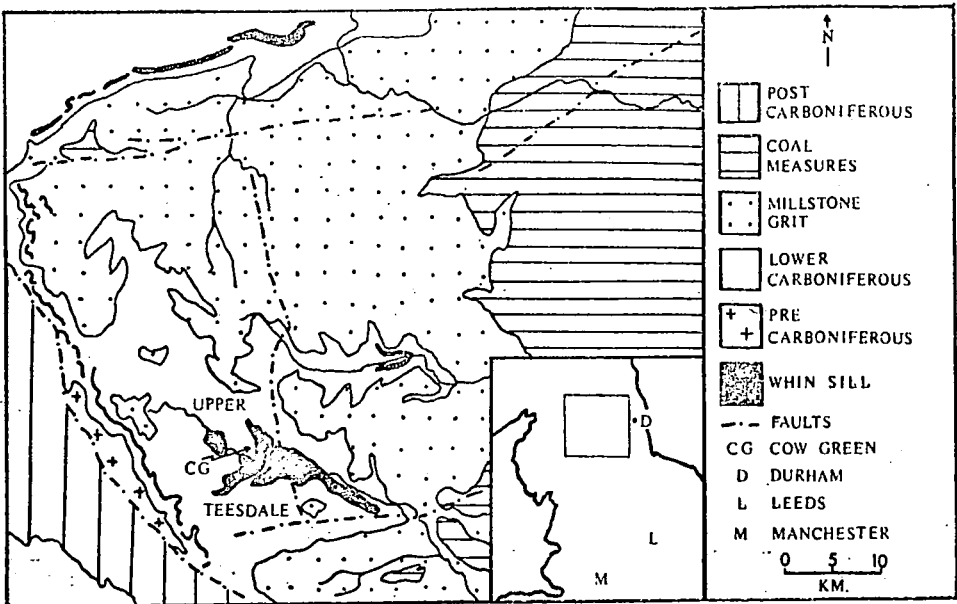 N
POST
CARBONIFEROUS
COAL
MEASURES
MILLSTONE
GRIT
LOWER
CARBONIFEROUS
PRE
CARBONIFEROUS
WHIN SILL
FAULTS
CG COW GREEN
D DURHAM
L LEEDS
M MANCHESTER
0 5 10
KM.
UPPER
CG
TEESDALE
D
L
M